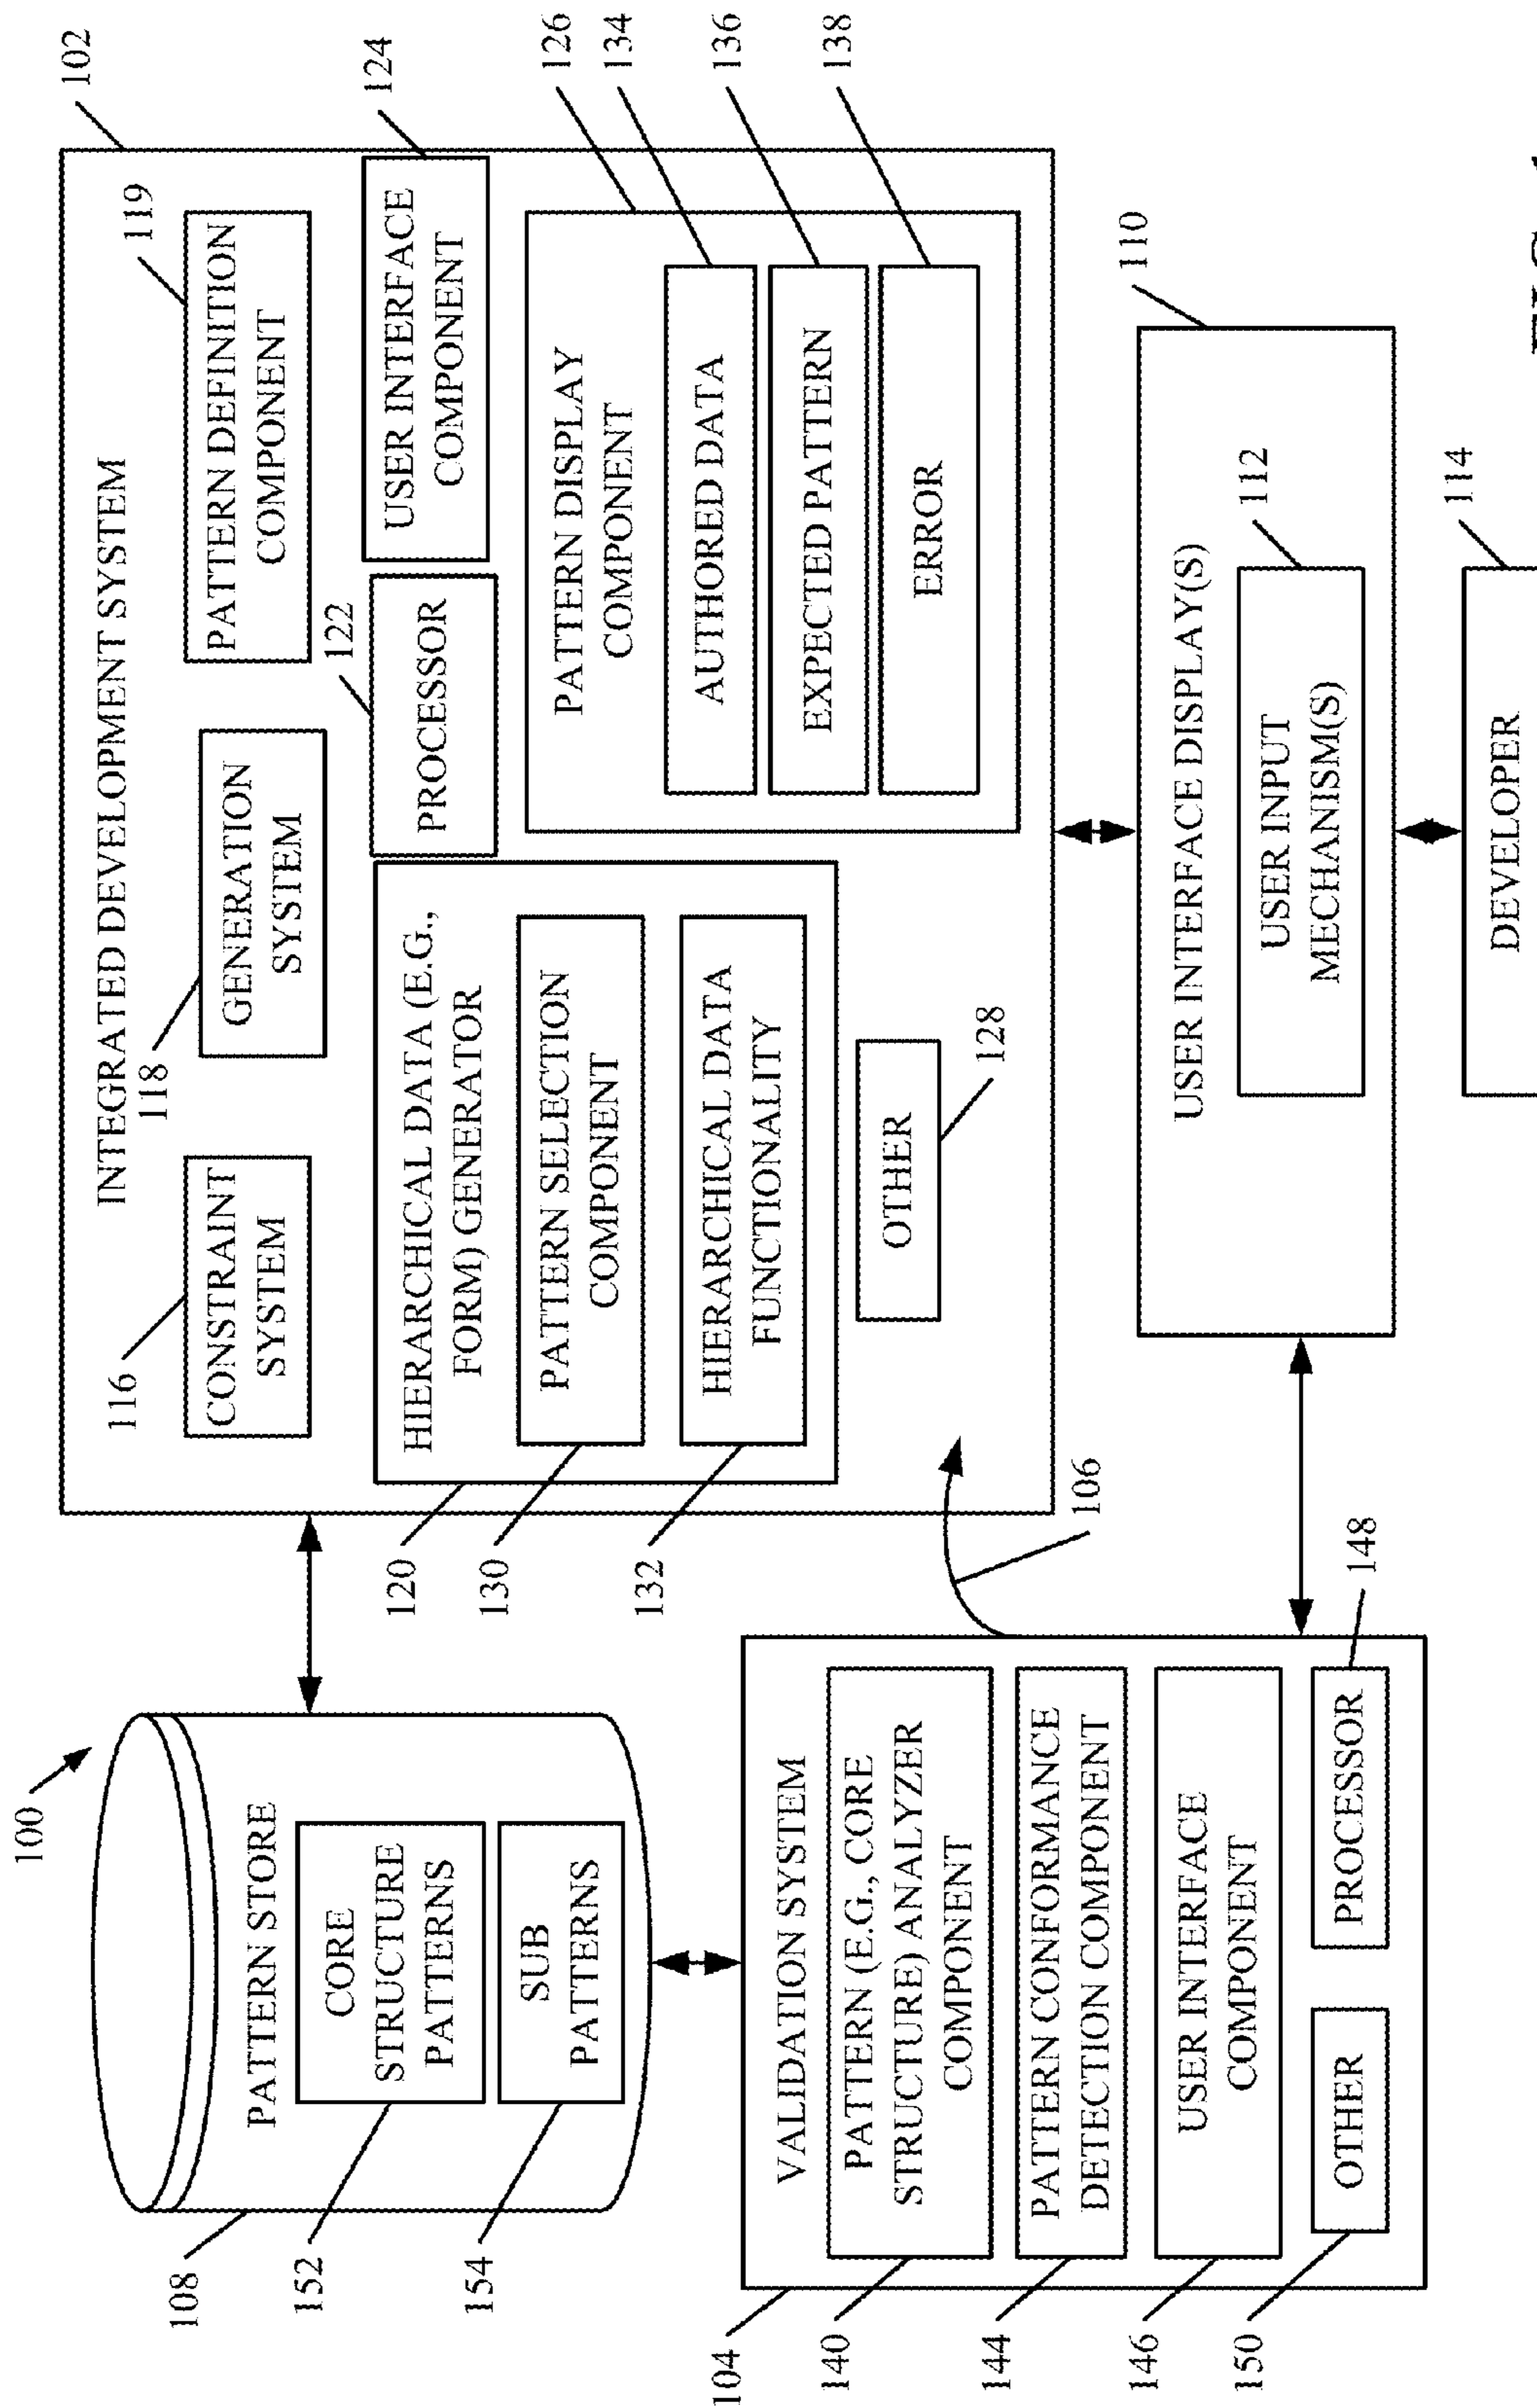 100
108
PATTERN STORE
CORE
STRUCTURE
PATTERNS
152
SUB
PATTERNS
154
102
INTEGRATED DEVELOPMENT SYSTEM
116
CONSTRAINT
SYSTEM
118
GENERATION
SYSTEM
119
PATTERN DEFINITION
COMPONENT
120
HIERARCHICAL DATA (E.G.,
FORM) GENERATOR
130
PATTERN SELECTION
COMPONENT
132
HIERARCHICAL DATA
FUNCTIONALITY
122
PROCESSOR
124
USER INTERFACE
COMPONENT
126
PATTERN DISPLAY
COMPONENT
134
AUTHORED DATA
136
EXPECTED PATTERN
138
ERROR
OTHER
128
106
104
VALIDATION SYSTEM
140
PATTERN (E.G., CORE
STRUCTURE) ANALYZER
COMPONENT
144
PATTERN CONFORMANCE
DETECTION COMPONENT
146
USER INTERFACE
COMPONENT
150
OTHER
PROCESSOR
148
110
USER INTERFACE DISPLAY(S)
112
USER INPUT
MECHANISM(S)
114
DEVELOPER